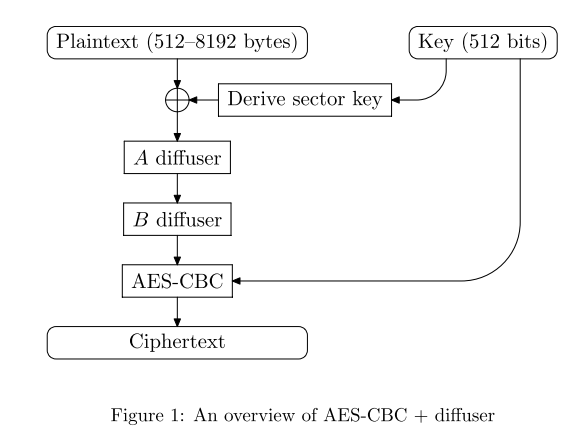 Plaintext (512–8192 bytes)
Key (512 bits)
Derive sector key
A diffuser
B diffuser
AES-CBC
Ciphertext
Figure 1: An overview of AES-CBC + diffuser